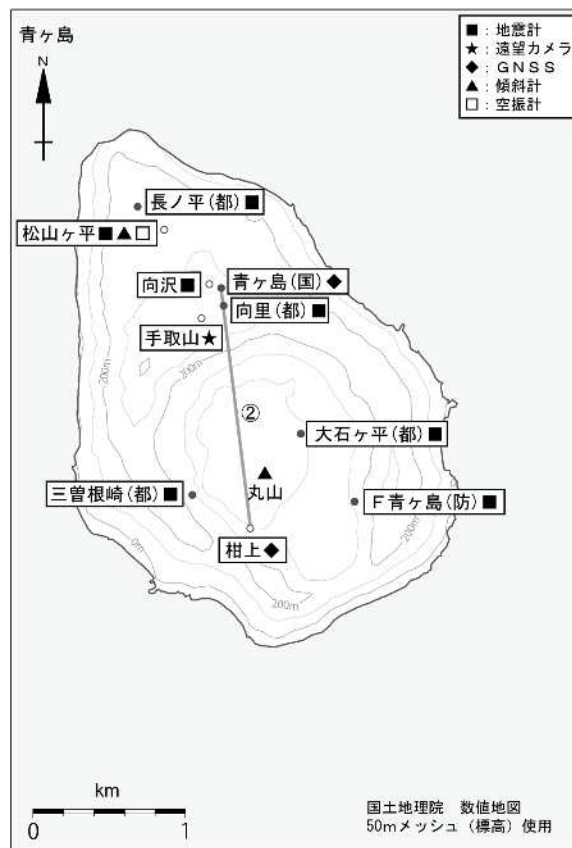 青ヶ島
N
■:地震計
★:遠望カメラ
◆:GNSS
▲:傾斜計
□:空振計
長ノ平(都)■
松山ヶ平■▲□
向沢■
青ヶ島(国)◆
向里(都)■
手取山★
200m
200m
②
大石ヶ平(都)■
丸山
三曽根崎(都)■
F青ヶ島(防)■
柑上◆
0m
200m
200m
km
0 1
国土地理院 数値地図
50mメッシュ(標高)使用